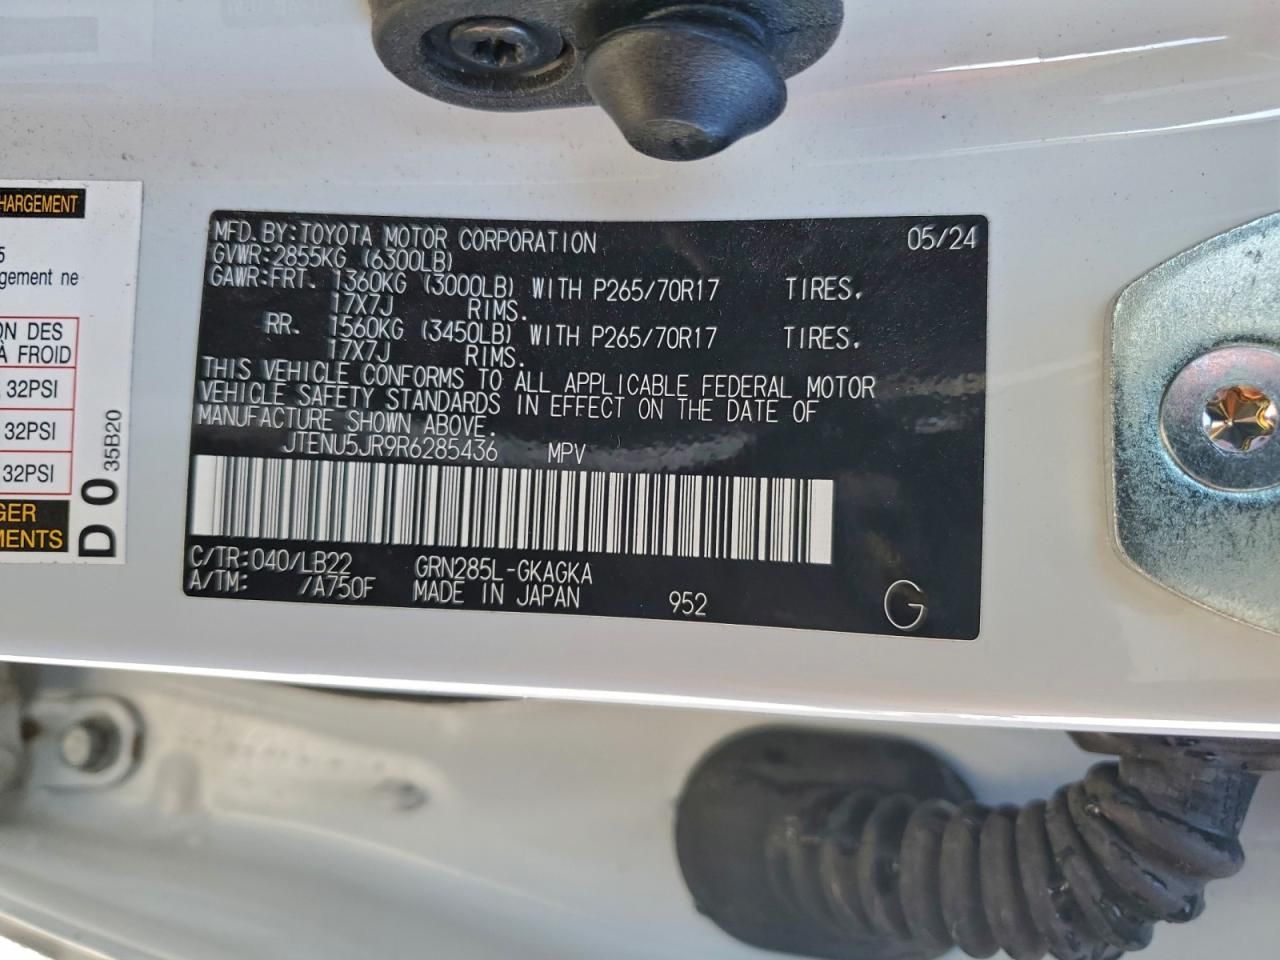 HARGEMENT
5
gement ne
ON DES
À FROID
32PSI
32PSI
32PSI
GER
MENTS
D 0 35B20
MFD. BY: TOYOTA MOTOR CORPORATION 05/24
GVWR: 2855KG (6300LB)
GAWR: FRT. 1360KG (3000LB) WITH P265/70R17 TIRES.
17X7J RIMS.
RR. 1560KG (3450LB) WITH P265/70R17 TIRES.
17X7J RIMS.
THIS VEHICLE CONFORMS TO ALL APPLICABLE FEDERAL MOTOR
VEHICLE SAFETY STANDARDS IN EFFECT ON THE DATE OF
MANUFACTURE SHOWN ABOVE.
JTENU5JR9R6285436 MPV
C/TR: 040/LB22 GRN285L-GKAGKA
A/TM: /A750F MADE IN JAPAN 952 G